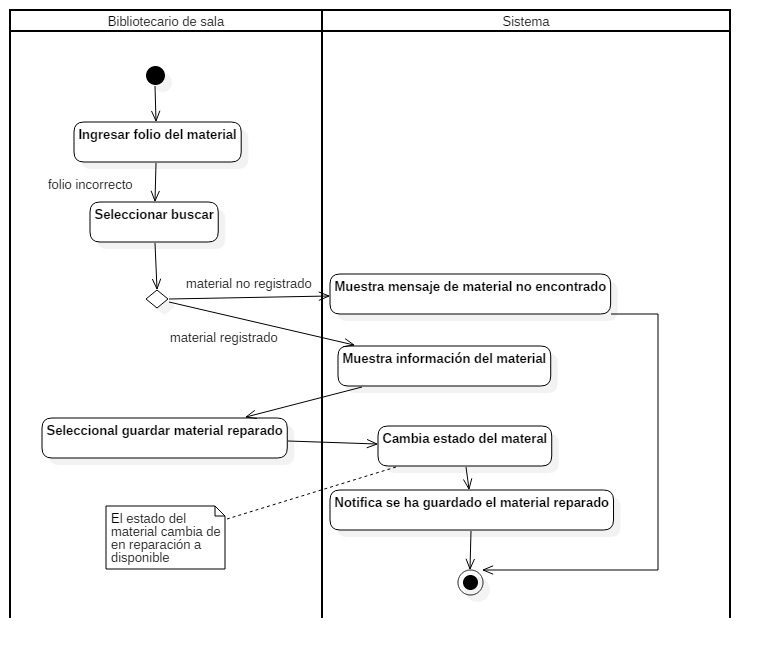 Bibliotecario de sala
Sistema
Ingresar folio del material
folio incorrecto
Seleccionar buscar
material no registrado
Muestra mensaje de material no encontrado
material registrado
Muestra información del material
Seleccional guardar material reparado
Cambia estado del materal
Notifica se ha guardado el material reparado
El estado del
material cambia de
en reparación a
disponible